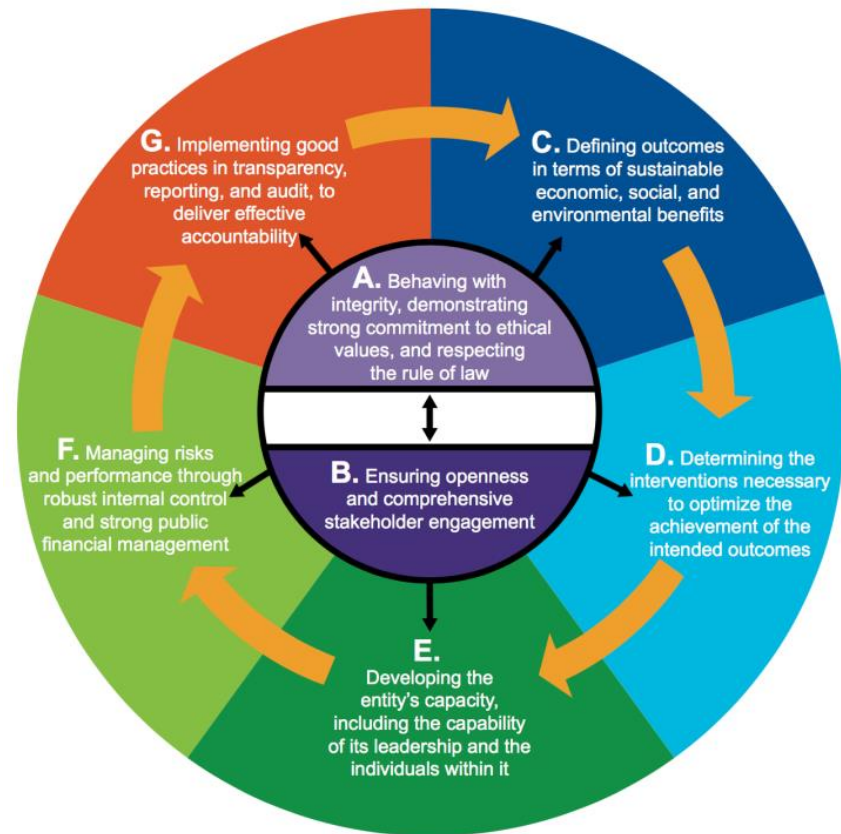 A. Behaving with
integrity, demonstrating
strong commitment to ethical
values, and respecting
the rule of law
B. Ensuring openness
and comprehensive
stakeholder engagement
C. Defining outcomes
in terms of sustainable
economic, social, and
environmental benefits
D. Determining the
interventions necessary
to optimize the
achievement of the
intended outcomes
E.
Developing the
entity's capacity,
including the capability
of its leadership and the
individuals within it
F. Managing risks
and performance through
robust internal control
and strong public
financial management
G. Implementing good
practices in transparency,
reporting, and audit, to
deliver effective
accountability